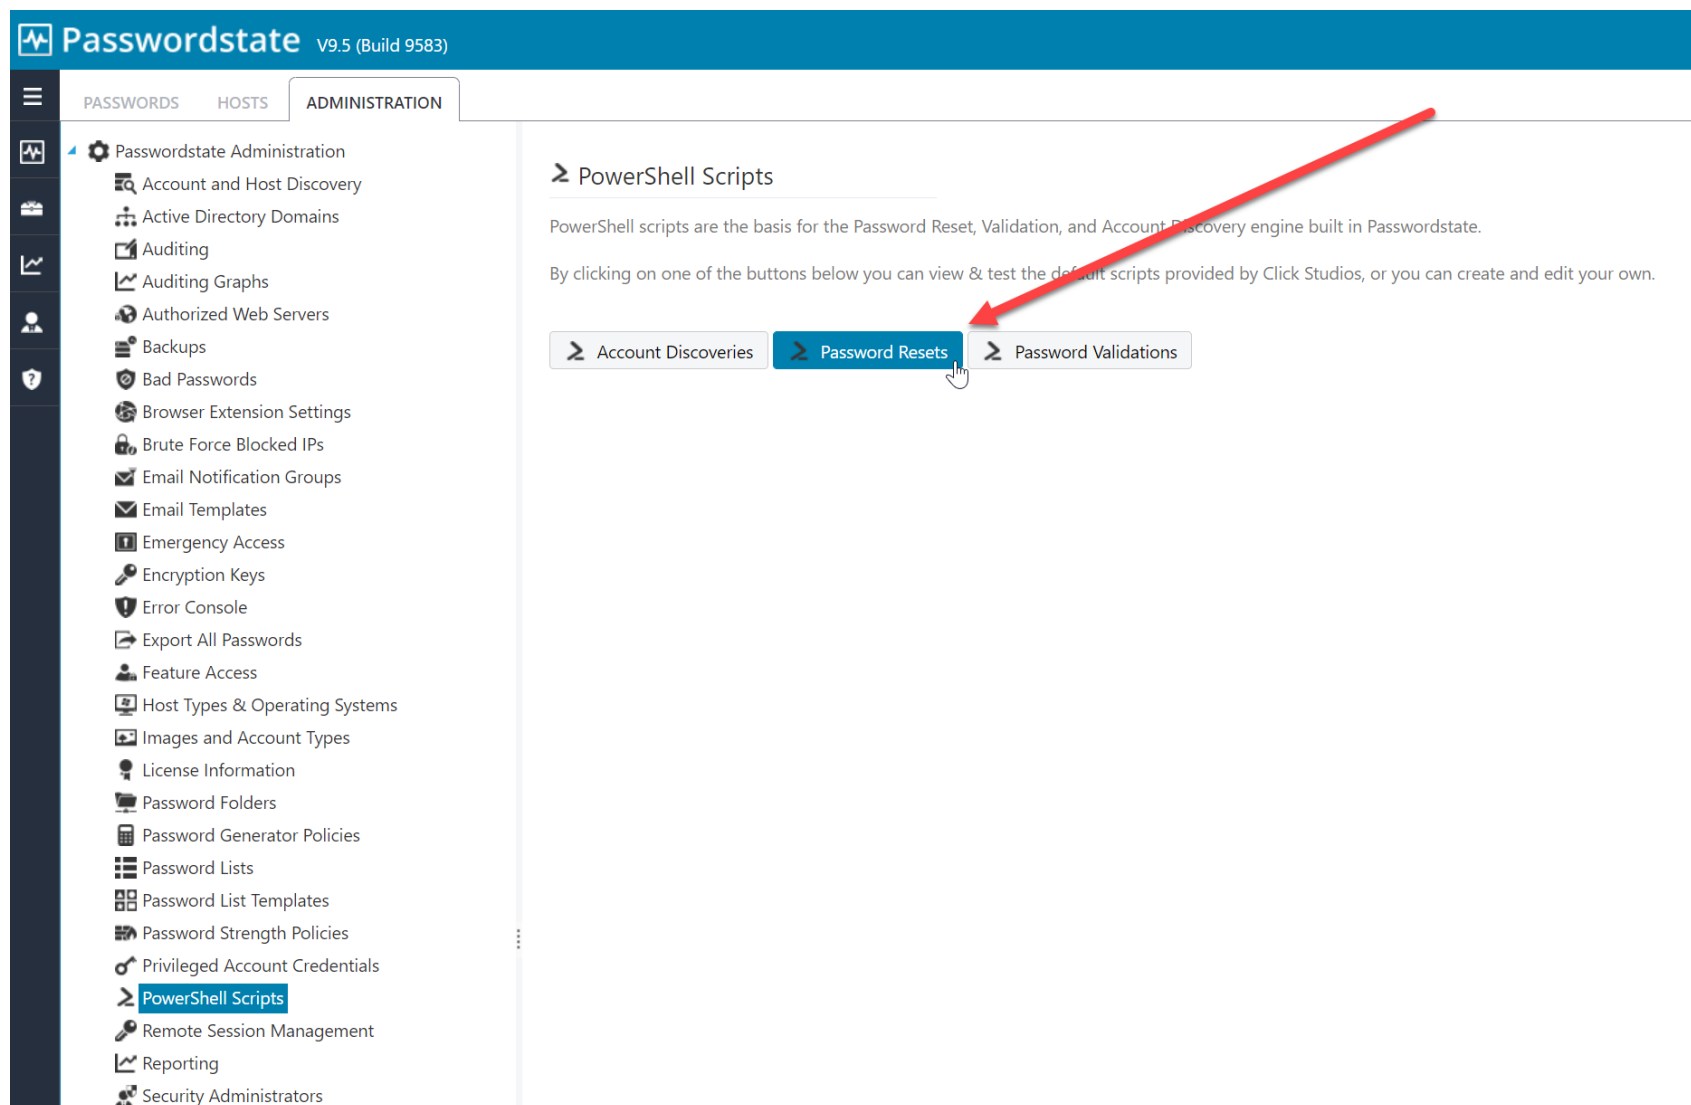 Passwordstate V9.5 (Build 9583)
PASSWORDS HOSTS ADMINISTRATION
Passwordstate Administration
Account and Host Discovery
Active Directory Domains
Auditing
Auditing Graphs
Authorized Web Servers
Backups
Bad Passwords
Browser Extension Settings
Brute Force Blocked IPs
Email Notification Groups
Email Templates
Emergency Access
Encryption Keys
Error Console
Export All Passwords
Feature Access
Host Types & Operating Systems
Images and Account Types
License Information
Password Folders
Password Generator Policies
Password Lists
Password List Templates
Password Strength Policies
Privileged Account Credentials
PowerShell Scripts
Remote Session Management
Reporting
Security Administrators
PowerShell Scripts
PowerShell scripts are the basis for the Password Reset, Validation, and Account Discovery engine built in Passwordstate.
By clicking on one of the buttons below you can view & test the default scripts provided by Click Studios, or you can create and edit your own.
Account Discoveries Password Resets Password Validations